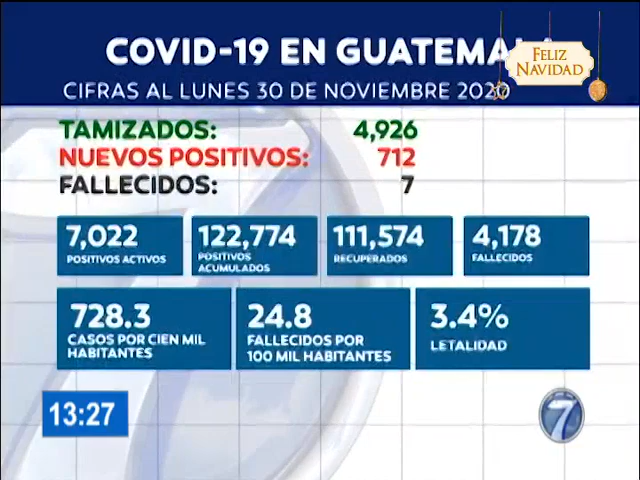 COVID-19 EN GUATEMA
FELIZ
NAVIDAD
CIFRAS AL LUNES 30 DE NOVIEMBRE 2020
TAMIZADOS: 4,926
NUEVOS POSITIVOS: 712
FALLECIDOS: 7
7,022
POSITIVOS ACTIVOS
122,774
POSITIVOS
ACUMULADOS
111,574
RECUPERADOS
4,178
FALLECIDOS
728.3
CASOS POR CIEN MIL
HABITANTES
24.8
FALLECIDOS POR
100 MIL HABITANTES
3.4%
LETALIDAD
13:27
7